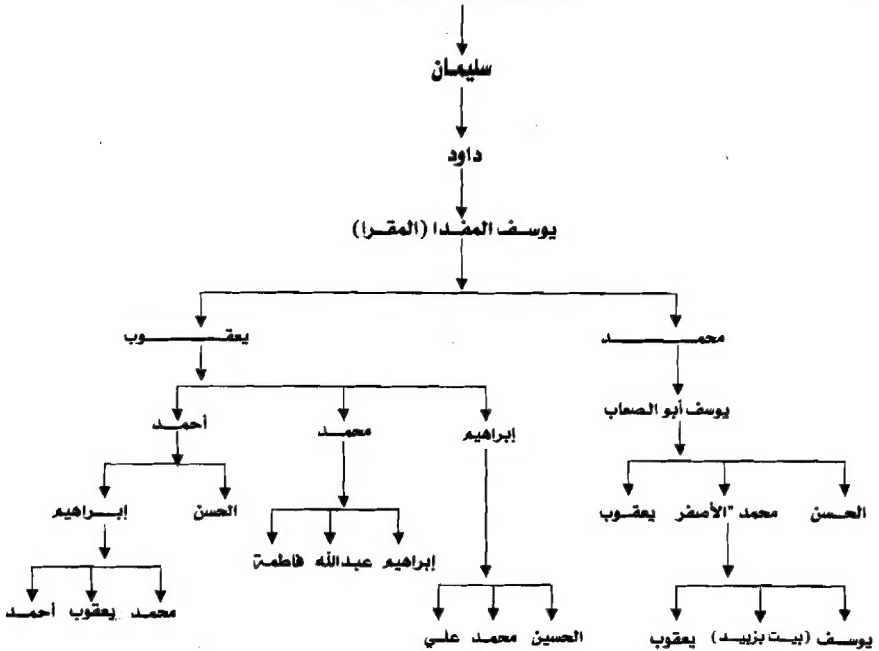 سليمان
داود
يوسف المفدا (المقرا)
محمد يعقوب
يوسف أبو الصعاب
إبراهيم محمد أحمد
الحسن محمد "الأصفر يعقوب
الحسن إبراهيم
إبراهيم عبدالله فاطمة
محمد يعقوب أحمد
يوسف (بيت بزبيد) يعقوب
الحسين محمد علي